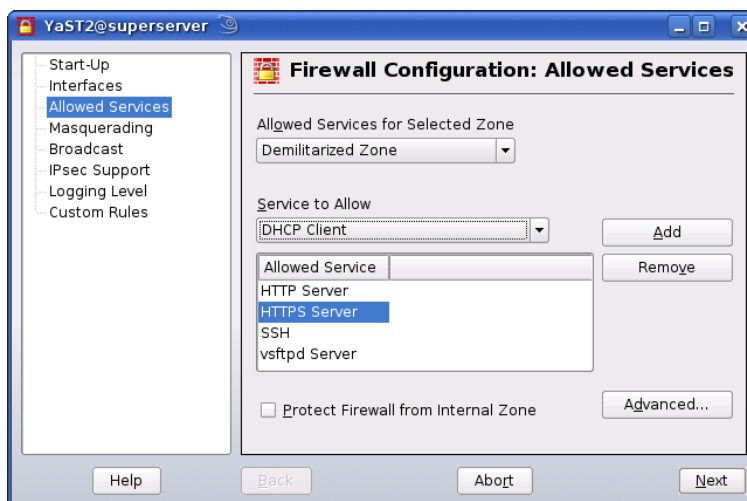 YaST2@superserver
Start-Up
Interfaces
Allowed Services
Masquerading
Broadcast
IPsec Support
Logging Level
Custom Rules
Firewall Configuration: Allowed Services
Allowed Services for Selected Zone
Demilitarized Zone
Service to Allow
DHCP Client
Add
Allowed Service
Remove
HTTP Server
HTTPS Server
SSH
vsftpd Server
Protect Firewall from Internal Zone
Advanced...
Help
Back
Abort
Next